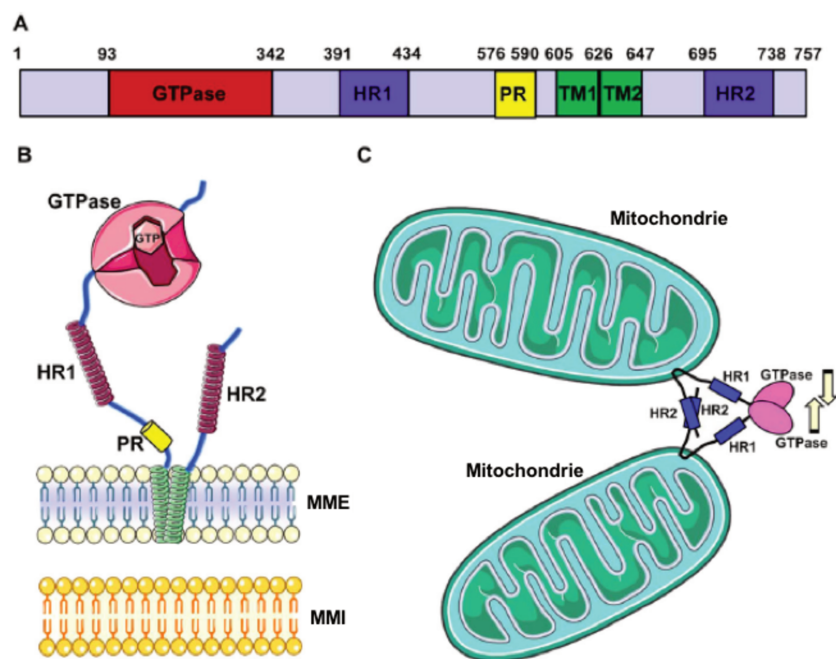 A
1 93 342 391 434 576 590 605 626 647 695 738 757
GTPase HR1 PR TM1 TM2 HR2
B
GTPase
GTP
HR1
HR2
PR
MME
MMI
C
Mitochondrie
HR1
GTPase
HR2
HR2
GTPase
HR1
Mitochondrie